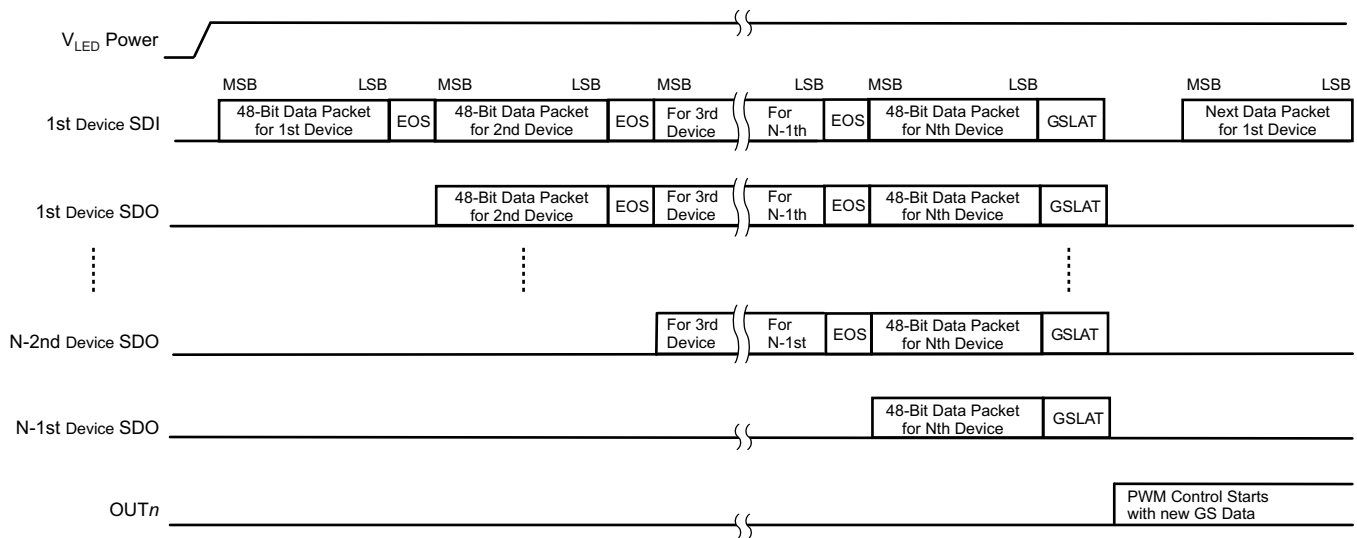 VLED Power
MSB LSB MSB LSB MSB LSB MSB LSB MSB LSB
1st Device SDI
48-Bit Data Packet
for 1st Device
EOS
48-Bit Data Packet
for 2nd Device
EOS
For 3rd
Device
For
N-1th
EOS
48-Bit Data Packet
for Nth Device
GSLAT
Next Data Packet
for 1st Device
1st Device SDO
48-Bit Data Packet
for 2nd Device
EOS
For 3rd
Device
For
N-1th
EOS
48-Bit Data Packet
for Nth Device
GSLAT
N-2nd Device SDO
For 3rd
Device
For
N-1st
EOS
48-Bit Data Packet
for Nth Device
GSLAT
N-1st Device SDO
48-Bit Data Packet
for Nth Device
GSLAT
OUTn
PWM Control Starts
with new GS Data